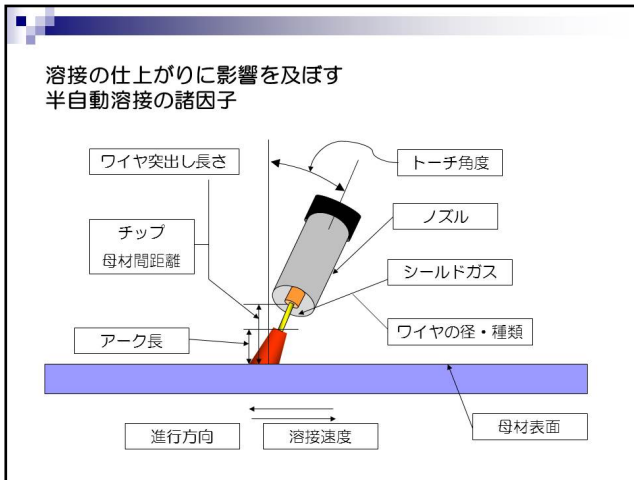 溶接の仕上がりに影響を及ぼす
半自動溶接の諸因子
ワイヤ突出し長さ
トーチ角度
チップ
母材間距離
ノズル
シールドガス
アーク長
ワイヤの径・種類
母材表面
進行方向
溶接速度